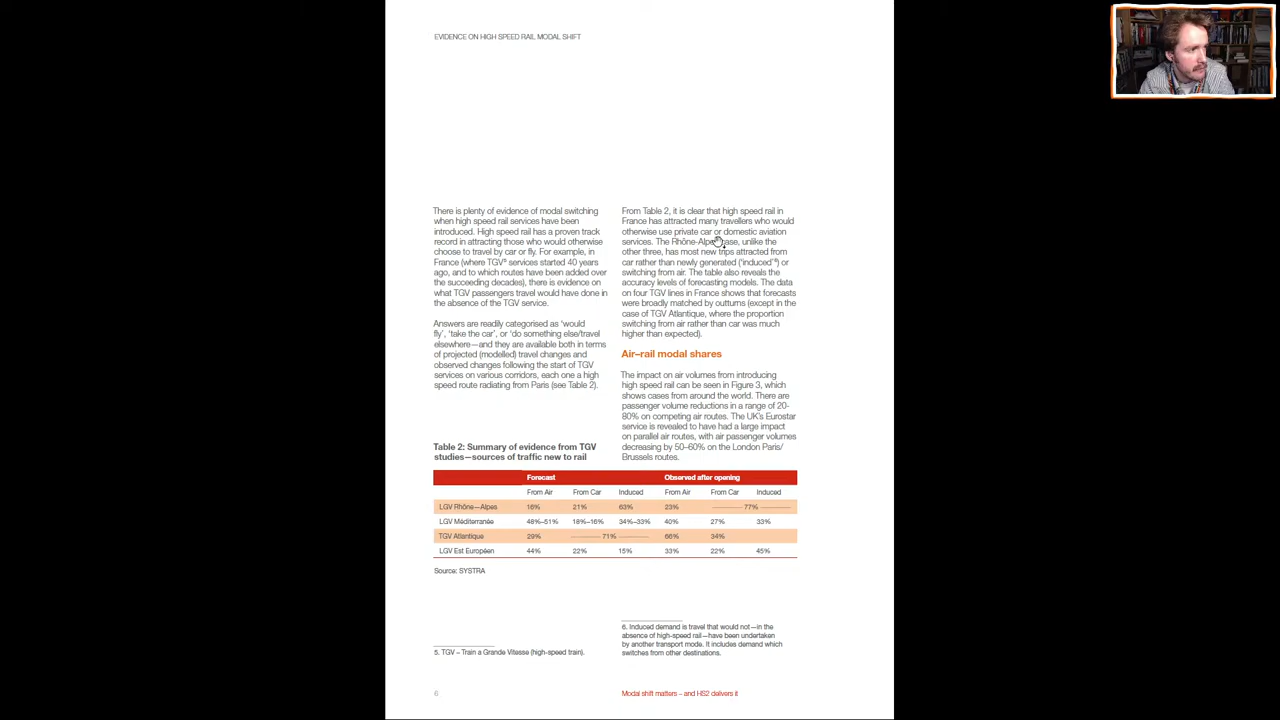 EVIDENCE ON HIGH SPEED RAIL MODAL SHIFT
There is plenty of evidence of modal switching
when high speed rail services have been
introduced. High speed rail has a proven track
record in attracting those who would otherwise
choose to travel by car or fly. For example, in
France (where TGV⁵ services started 40 years
ago, and to which routes have been added over
the succeeding decades), there is evidence on
what TGV passengers travel would have done in
the absence of the TGV service.
Answers are readily categorised as ‘would
fly’, ‘take the car’, or ‘do something else/travel
elsewhere—and they are available both in terms
of projected (modelled) travel changes and
observed changes following the start of TGV
services on various corridors, each one a high
speed route radiating from Paris (see Table 2).
From Table 2, it is clear that high speed rail in
France has attracted many travellers who would
otherwise use private car or domestic aviation
services. The Rhône-Alpes case, unlike the
other three, has most new trips attracted from
car rather than newly generated (‘induced’⁶) or
switching from air. The table also reveals the
accuracy levels of forecasting models. The data
on four TGV lines in France shows that forecasts
were broadly matched by outturns (except in the
case of TGV Atlantique, where the proportion
switching from air rather than car was much
higher than expected).
Air–rail modal shares
The impact on air volumes from introducing
high speed rail can be seen in Figure 3, which
shows cases from around the world. There are
passenger volume reductions in a range of 20-
80% on competing air routes. The UK's Eurostar
service is revealed to have had a large impact
on parallel air routes, with air passenger volumes
decreasing by 50–60% on the London Paris/
Brussels routes.
Table 2: Summary of evidence from TGV
studies—sources of traffic new to rail
Forecast Observed after opening
From Air From Car Induced From Air From Car Induced
LGV Rhône—Alpes 16% 21% 63% 23% 77%
LGV Méditerranée 48%–51% 18%–16% 34%–33% 40% 27% 33%
TGV Atlantique 29% 71% 66% 34%
LGV Est Européen 44% 22% 15% 33% 22% 45%
Source: SYSTRA
5. TGV – Train a Grande Vitesse (high-speed train).
6. Induced demand is travel that would not—in the
absence of high-speed rail—have been undertaken
by another transport mode. It includes demand which
switches from other destinations.
6
Modal shift matters – and HS2 delivers it